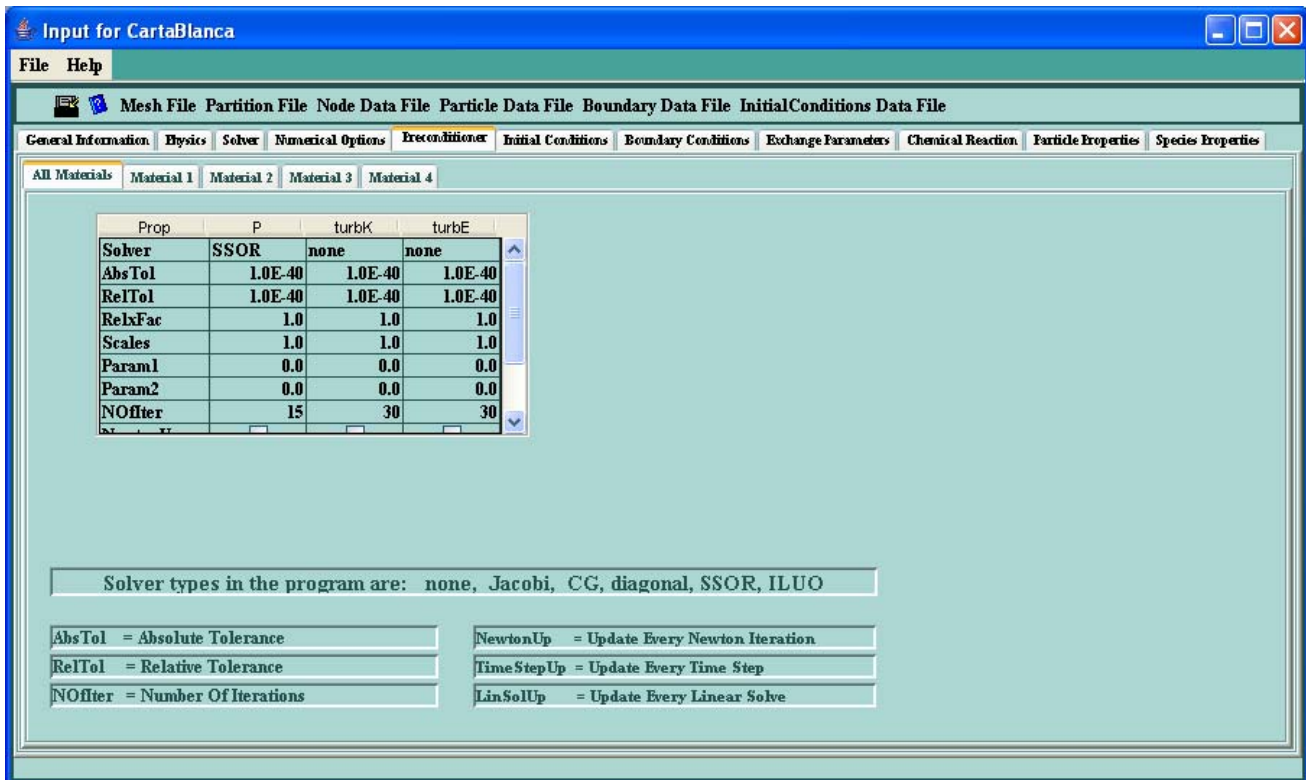 Input for CartaBlanca
File Help
Mesh File Partition File Node Data File Particle Data File Boundary Data File InitialConditions Data File
General Information Physics Solver Numerical Options Preconditioner Initial Conditions Boundary Conditions Exchange Parameters Chemical Reaction Particle Properties Species Properties
All Materials Material 1 Material 2 Material 3 Material 4
Prop P turbK turbE
Solver SSOR none none
AbsTol 1.0E-40 1.0E-40 1.0E-40
RelTol 1.0E-40 1.0E-40 1.0E-40
RelxFac 1.0 1.0 1.0
Scales 1.0 1.0 1.0
Param1 0.0 0.0 0.0
Param2 0.0 0.0 0.0
NOfIter 15 30 30
Solver types in the program are: none, Jacobi, CG, diagonal, SSOR, ILUO
AbsTol = Absolute Tolerance NewtonUp = Update Every Newton Iteration
RelTol = Relative Tolerance TimeStepUp = Update Every Time Step
NOfIter = Number Of Iterations LinSolUp = Update Every Linear Solve